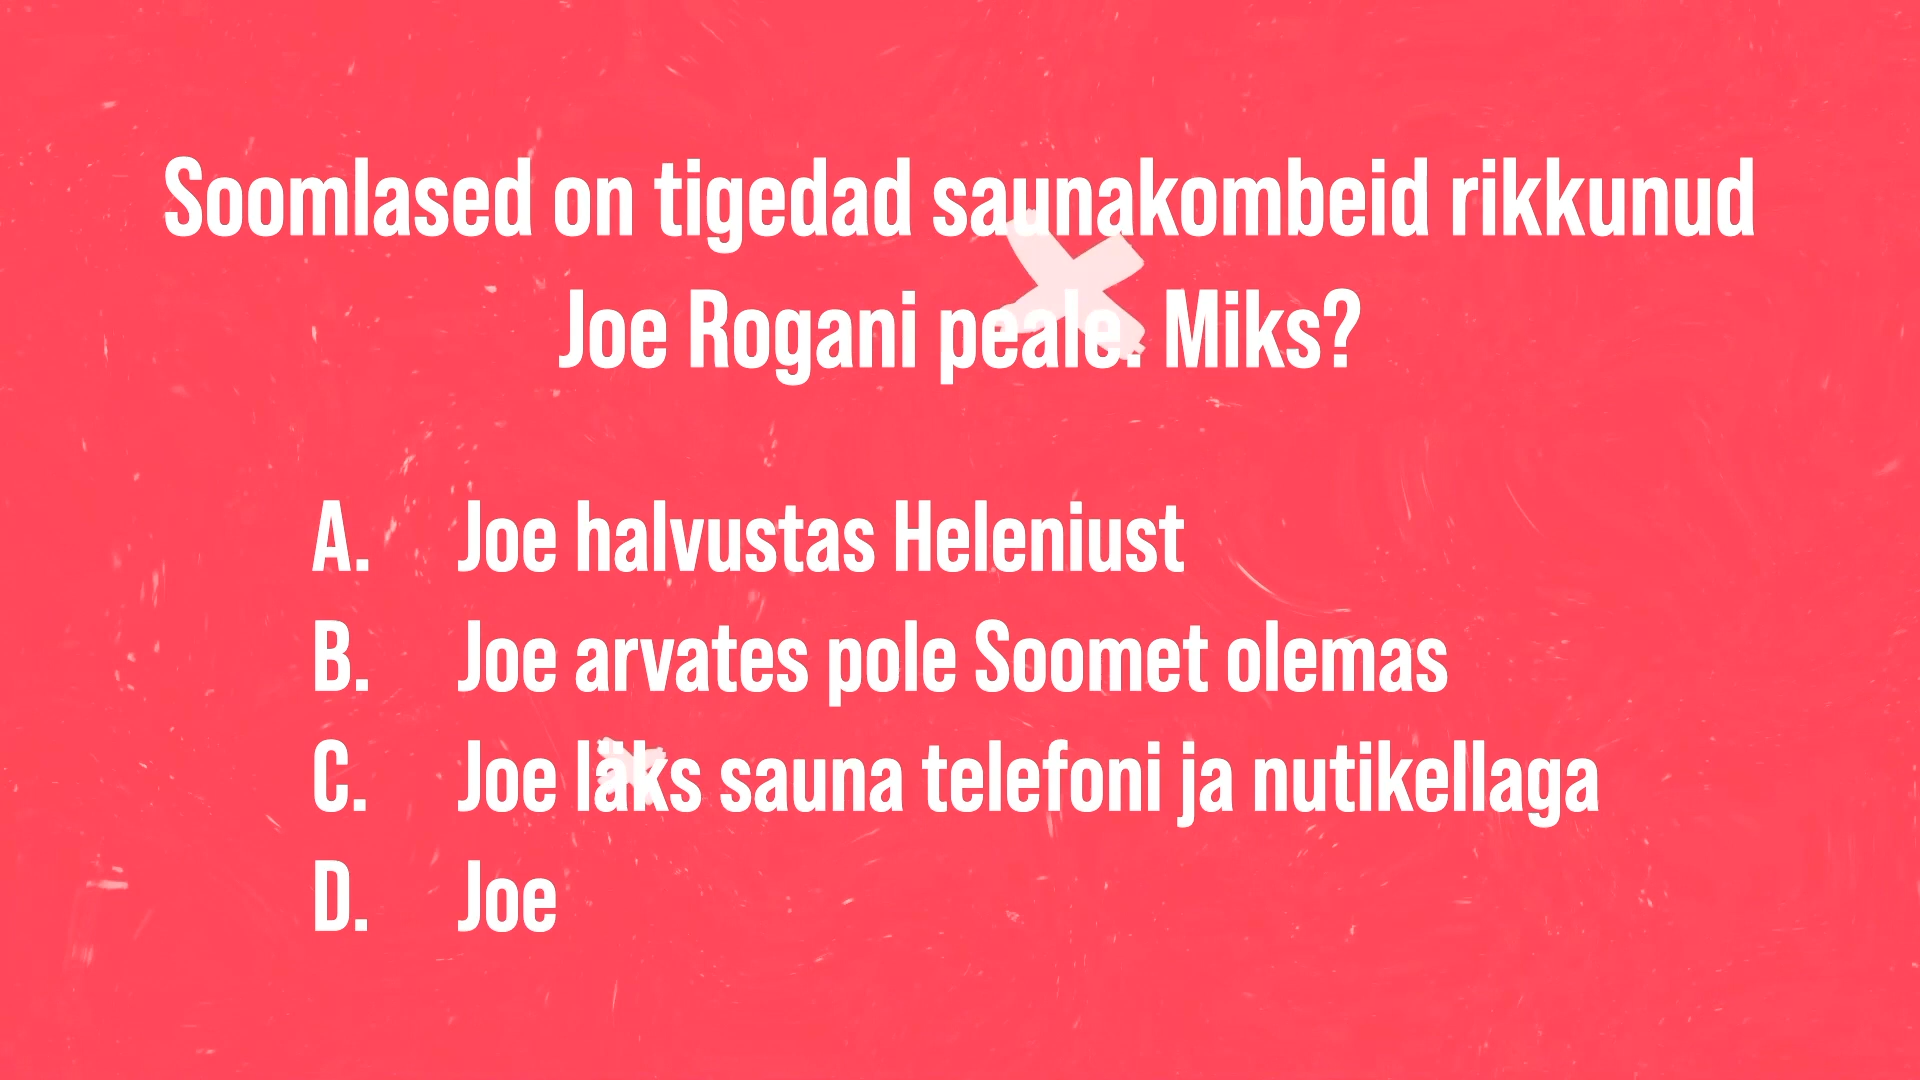 Soomlased on tigedad saunakombeid rikkunud
Joe Rogani peale. Miks?
A. Joe halvustas Heleniust
B. Joe arvates pole Soomet olemas
C. Joe läks sauna telefoni ja nutikellaga
D. Joe